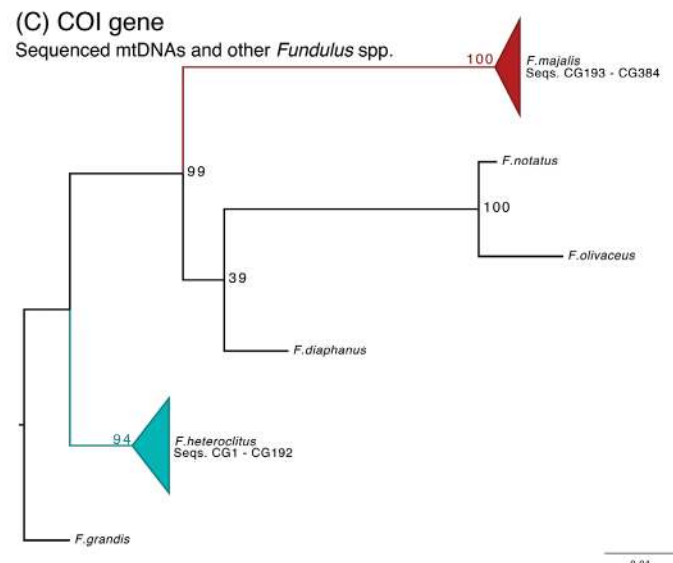 (C) COI gene
Sequenced mtDNAs and other Fundulus spp.
100
F.majalis
Seqs. CG193 - CG384
F.notatus
99
100
F.olivaceus
39
F.diaphanus
94
F.heteroclitus
Seqs. CG1 - CG192
F.grandis